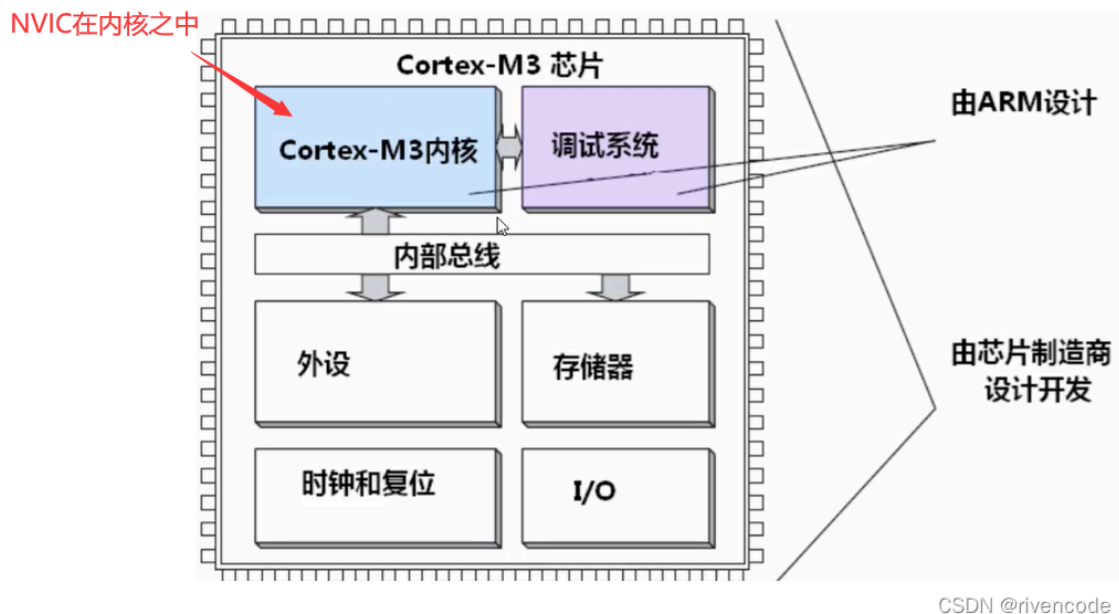 NVIC在内核之中
Cortex-M3 芯片
Cortex-M3内核
调试系统
由ARM设计
内部总线
外设
存储器
由芯片制造商
设计开发
时钟和复位
I/O
CSDN @rivencode